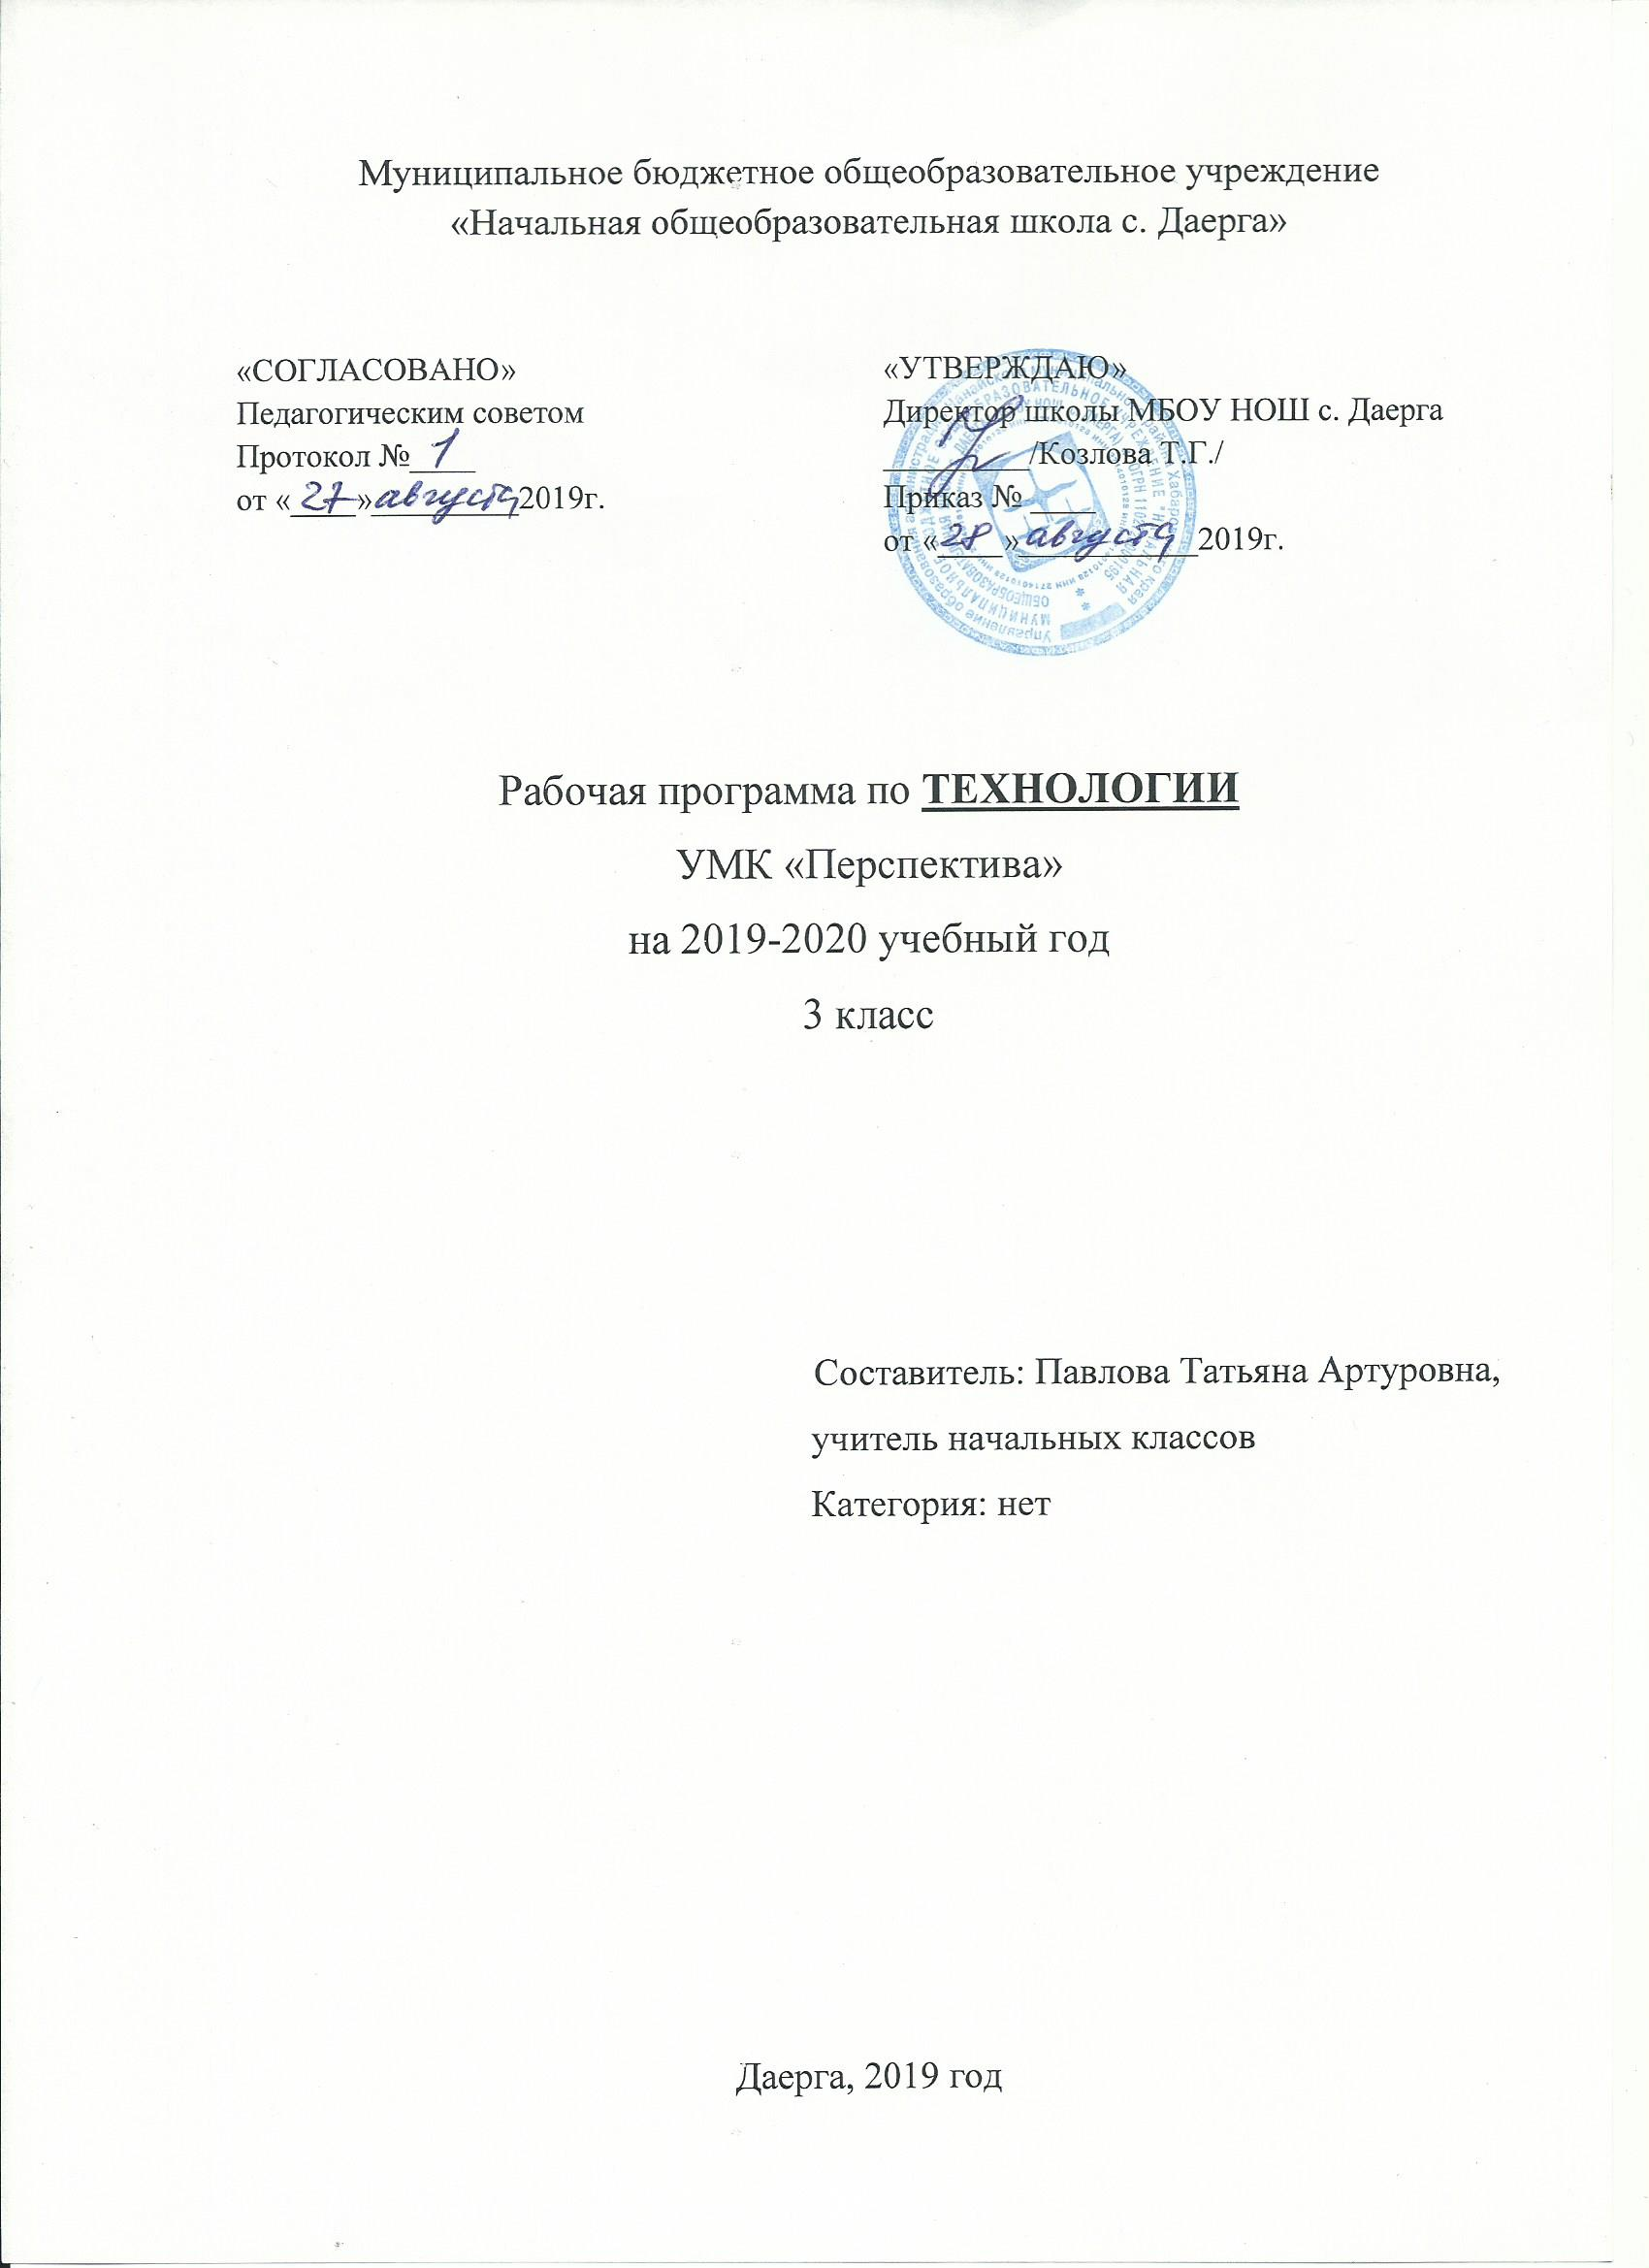 Муниципальное бюджетное общеобразовательное учреждение
«Начальная общеобразовательная школа с. Даерга»
«СОГЛАСОВАНО»
Педагогическим советом
Протокол № 1
от «27» августа 2019г.
«УТВЕРЖДАЮ»
Директор школы МБОУ НОШ с. Даерга
/Козлова Т.Г./
Приказ № ____
от «28» августа 2019г.
Рабочая программа по ТЕХНОЛОГИИ
УМК «Перспектива»
на 2019-2020 учебный год
3 класс
Составитель: Павлова Татьяна Артуровна,
учитель начальных классов
Категория: нет
Даерга, 2019 год